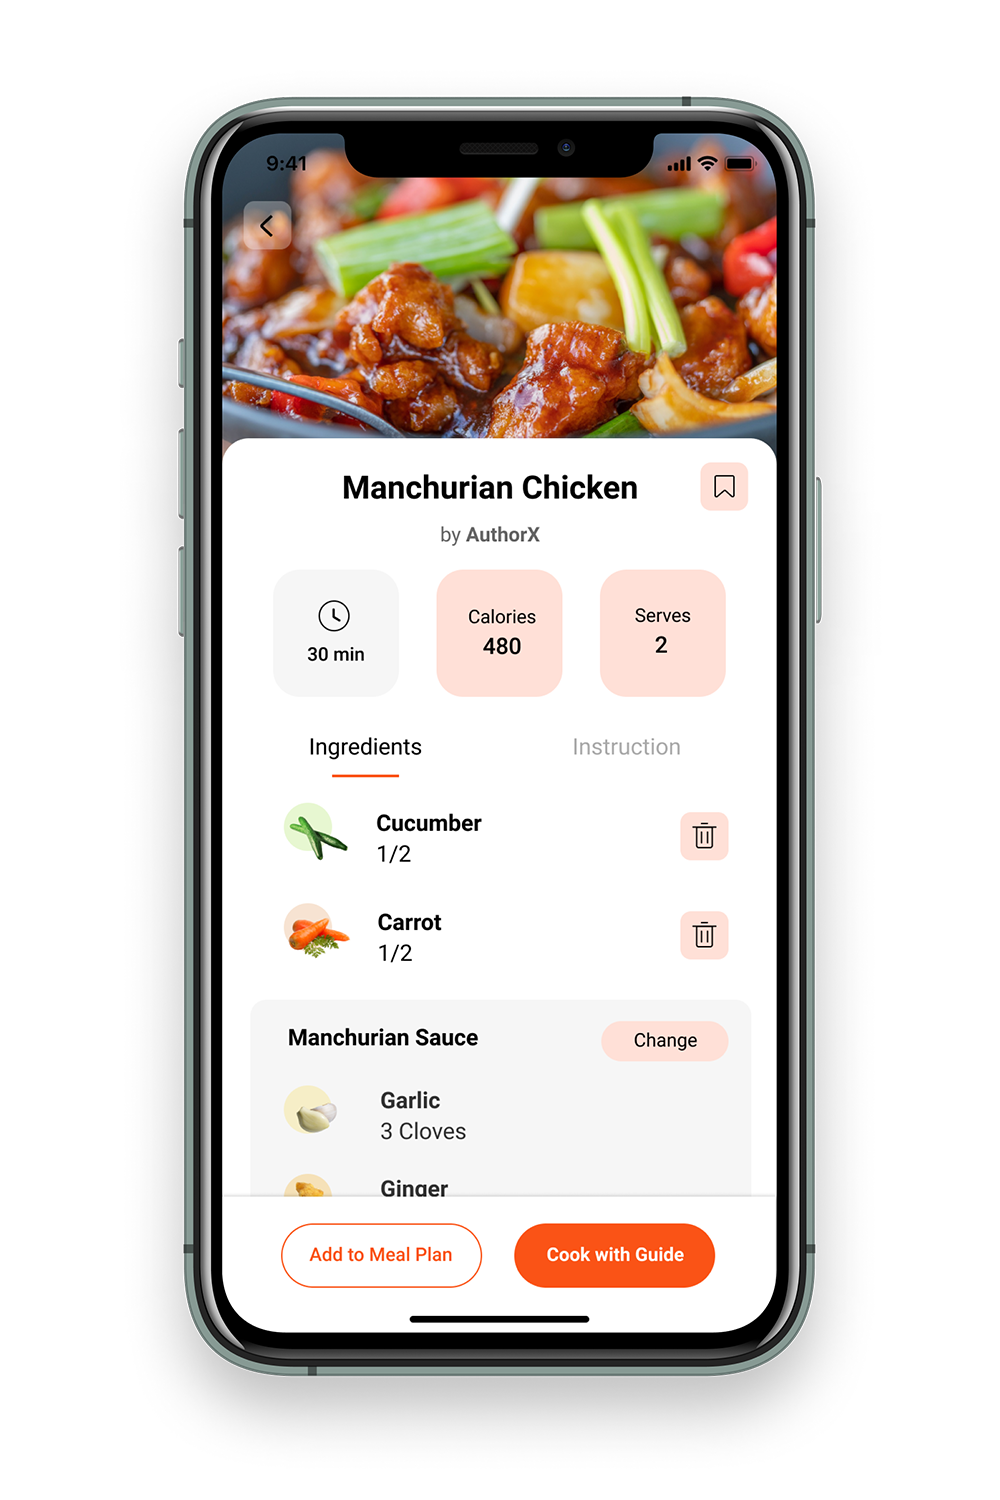 9:41
Manchurian Chicken
by AuthorX
30 min
Calories
480
Serves
2
Ingredients
Instruction
Cucumber
1/2
Carrot
1/2
Manchurian Sauce
Change
Garlic
3 Cloves
Ginger
Add to Meal Plan
Cook with Guide